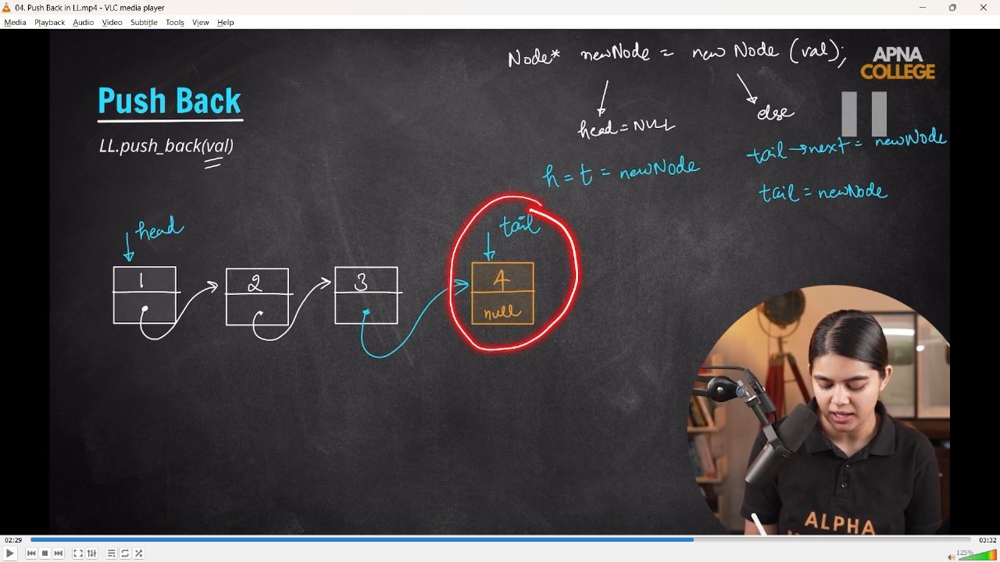 04. Push Back in LL.mp4 - VLC media player
Media Playback Audio Video Subtitle Tools View Help
Node* newNode = new Node (val);
APNA
COLLEGE
Push Back
LL.push_back(val)
head = NULL
else
h = t = newNode
tail → next = newNode
tail = newNode
head
tail
1 2 3 4
null
ALPHA
02:29 03:32
125%